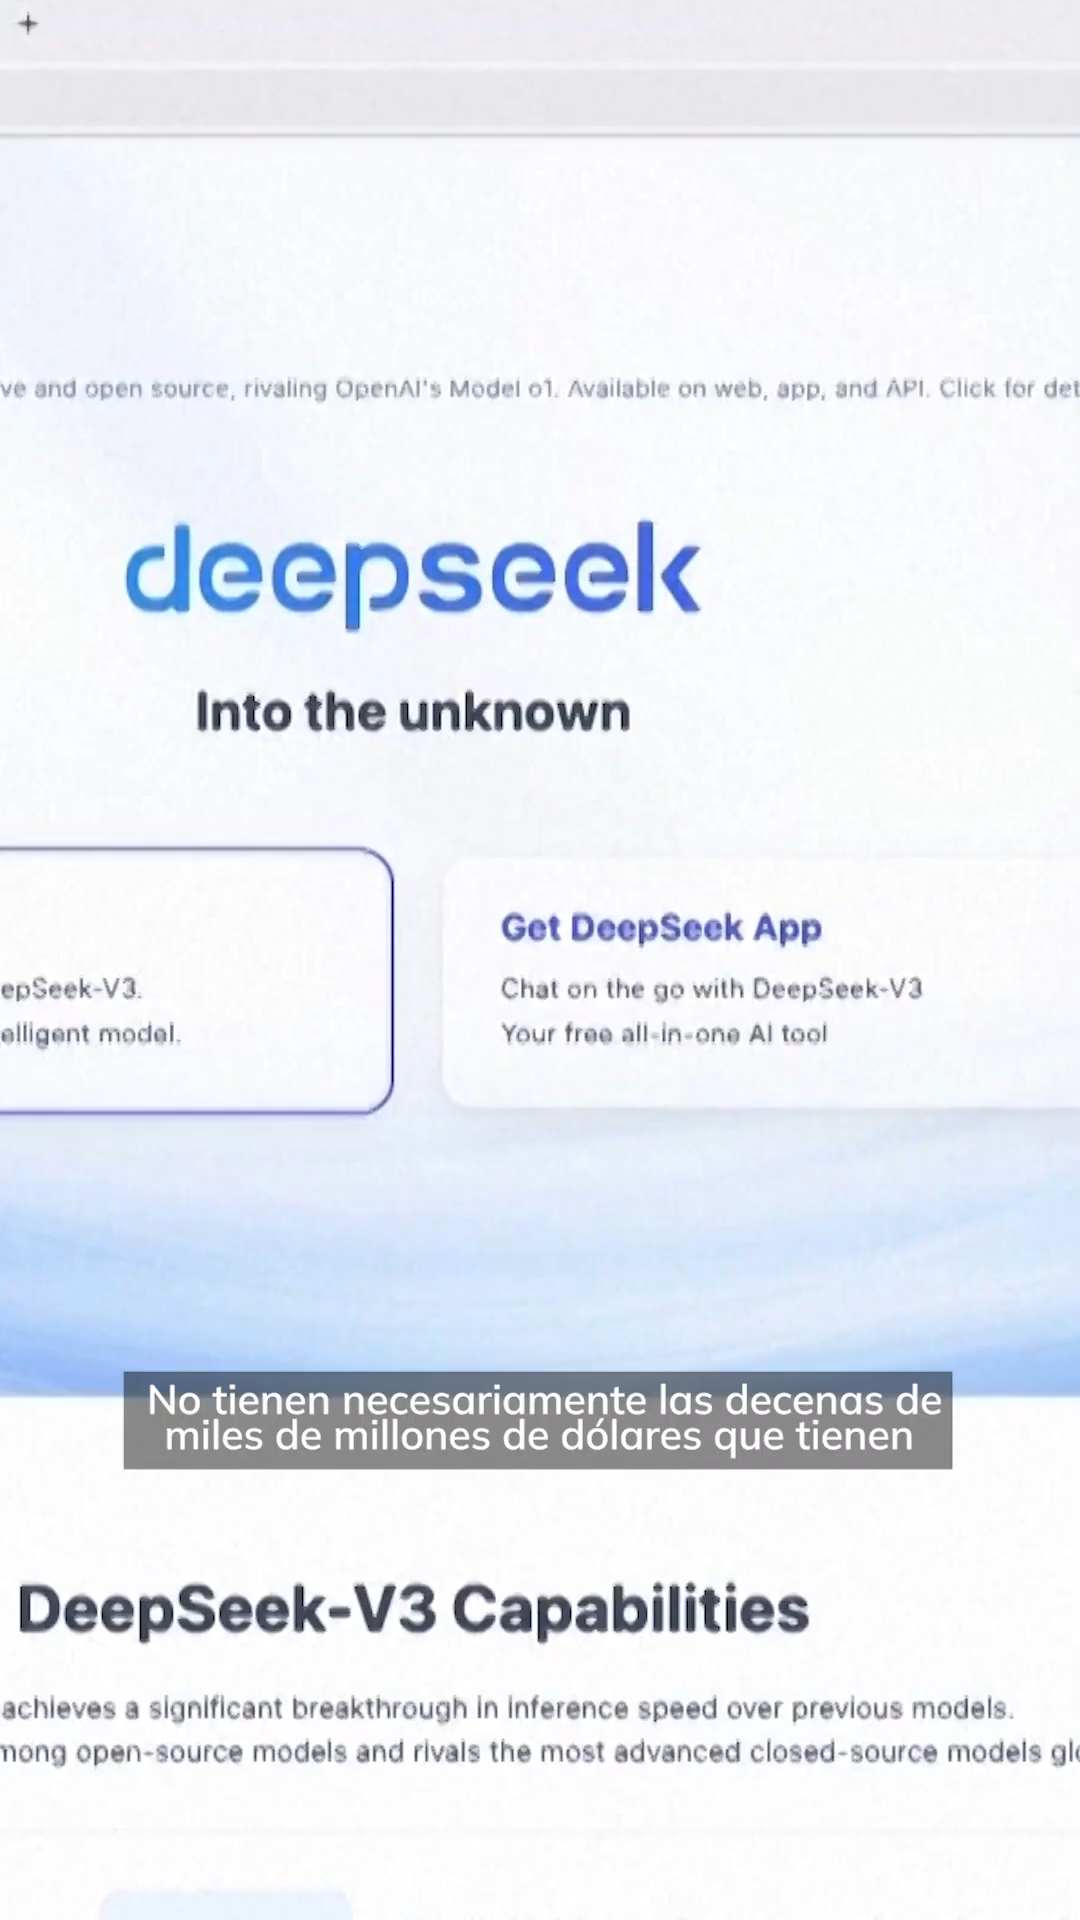 ve and open source, rivaling OpenAI's Model o1. Available on web, app, and API. Click for det
deepseek
Into the unknown
epSeek-V3.
elligent model.
Get DeepSeek App
Chat on the go with DeepSeek-V3
Your free all-in-one AI tool
No tienen necesariamente las decenas de
miles de millones de dólares que tienen
DeepSeek-V3 Capabilities
achieves a significant breakthrough in inference speed over previous models.
mong open-source models and rivals the most advanced closed-source models glo